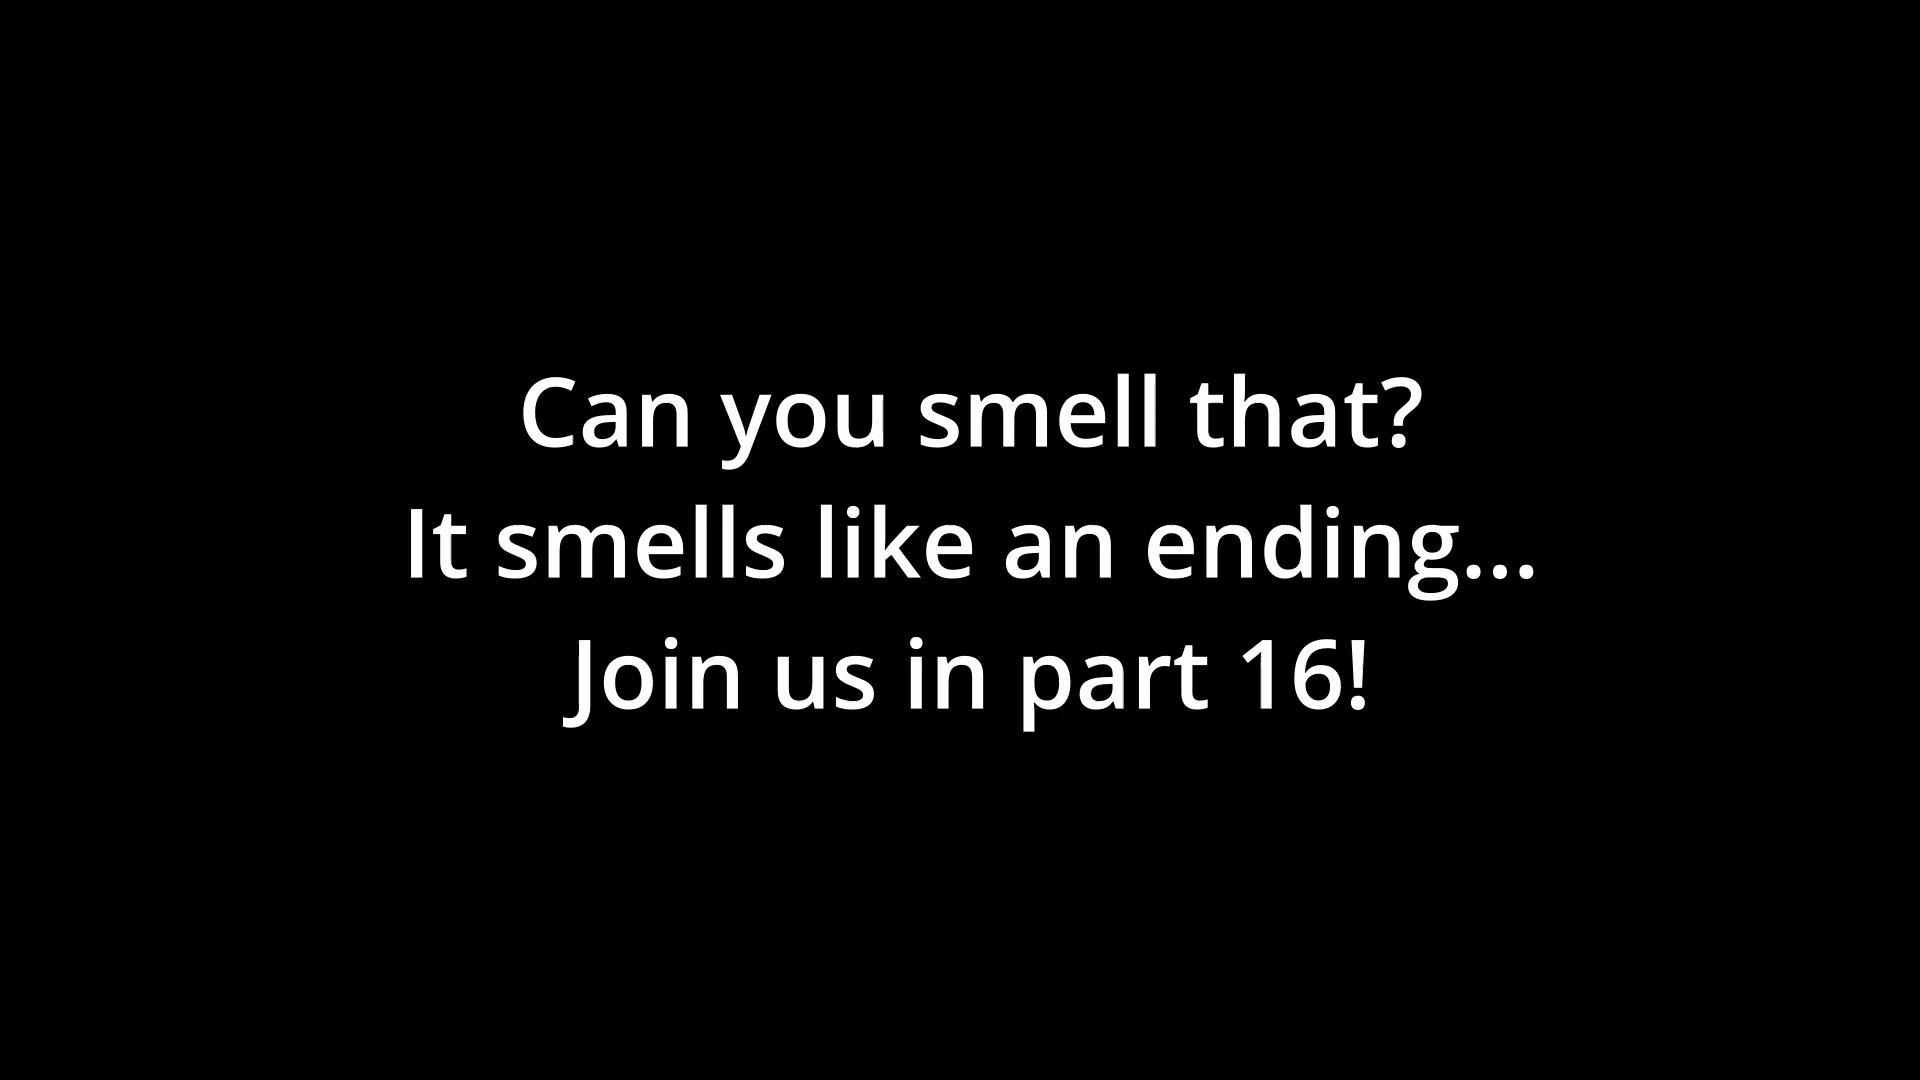 Can you smell that?
It smells like an ending...
Join us in part 16!